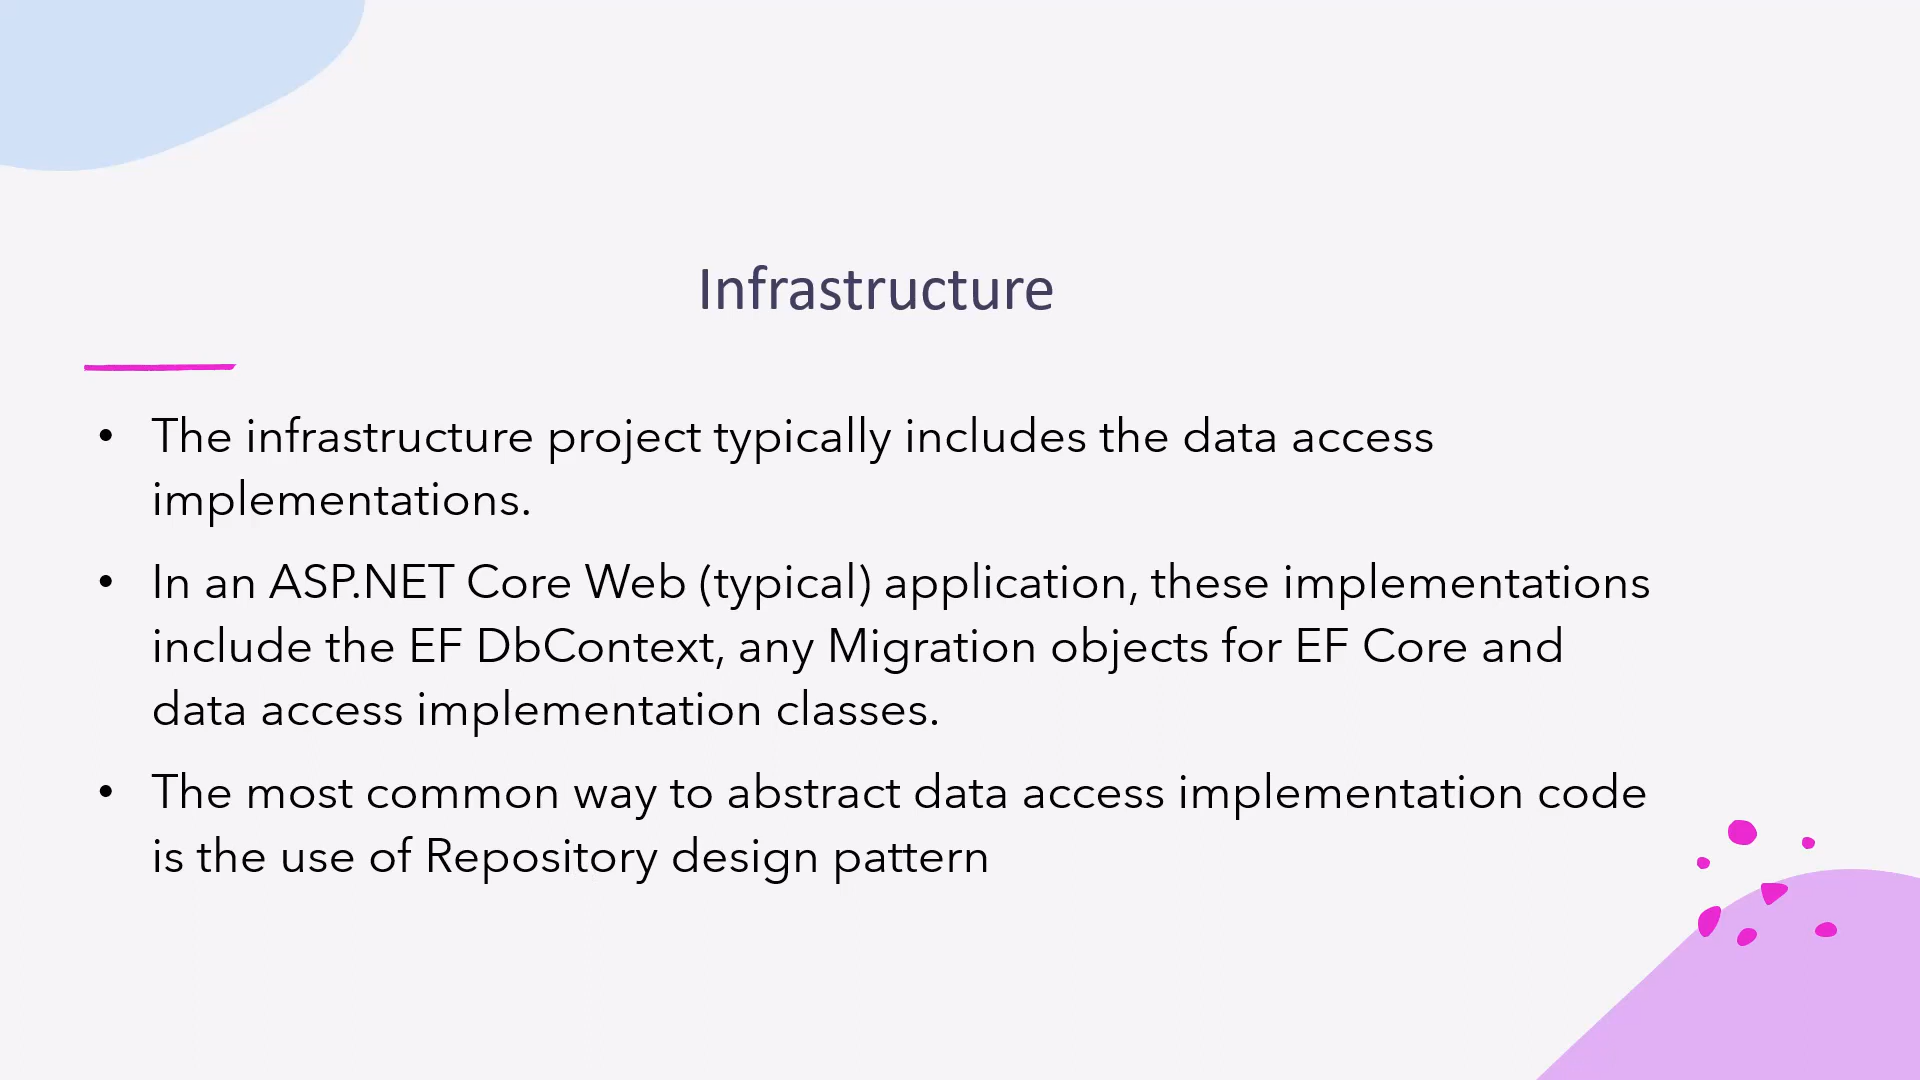 Infrastructure
• The infrastructure project typically includes the data access
implementations.
• In an ASP.NET Core Web (typical) application, these implementations
include the EF DbContext, any Migration objects for EF Core and
data access implementation classes.
• The most common way to abstract data access implementation code
is the use of Repository design pattern